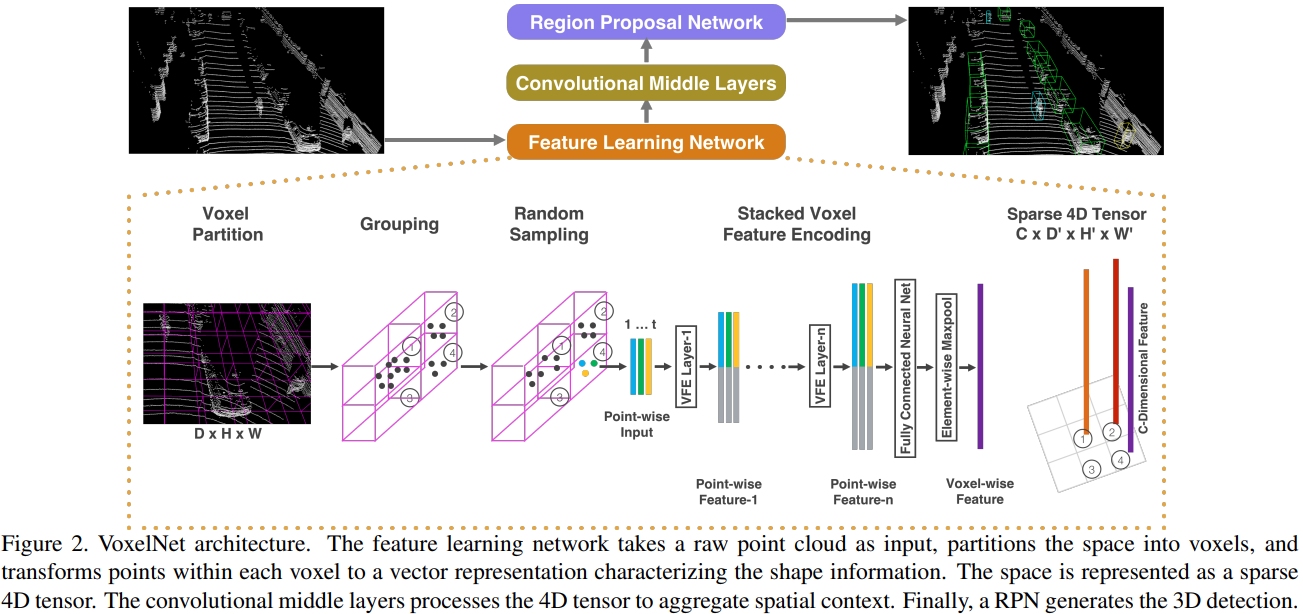 Region Proposal Network
Convolutional Middle Layers
Feature Learning Network
Voxel
Partition
Grouping
Random
Sampling
Stacked Voxel
Feature Encoding
Sparse 4D Tensor
C x D' x H' x W'
D x H x W
1
2
3
4
1
2
3
4
1 ... t
Point-wise
Input
VFE Layer-1
Point-wise
Feature-1
VFE Layer-n
Point-wise
Feature-n
Fully Connected Neural Net
Element-wise Maxpool
Voxel-wise
Feature
C-Dimensional Feature
1
2
3
4
Figure 2. VoxelNet architecture. The feature learning network takes a raw point cloud as input, partitions the space into voxels, and
transforms points within each voxel to a vector representation characterizing the shape information. The space is represented as a sparse
4D tensor. The convolutional middle layers processes the 4D tensor to aggregate spatial context. Finally, a RPN generates the 3D detection.